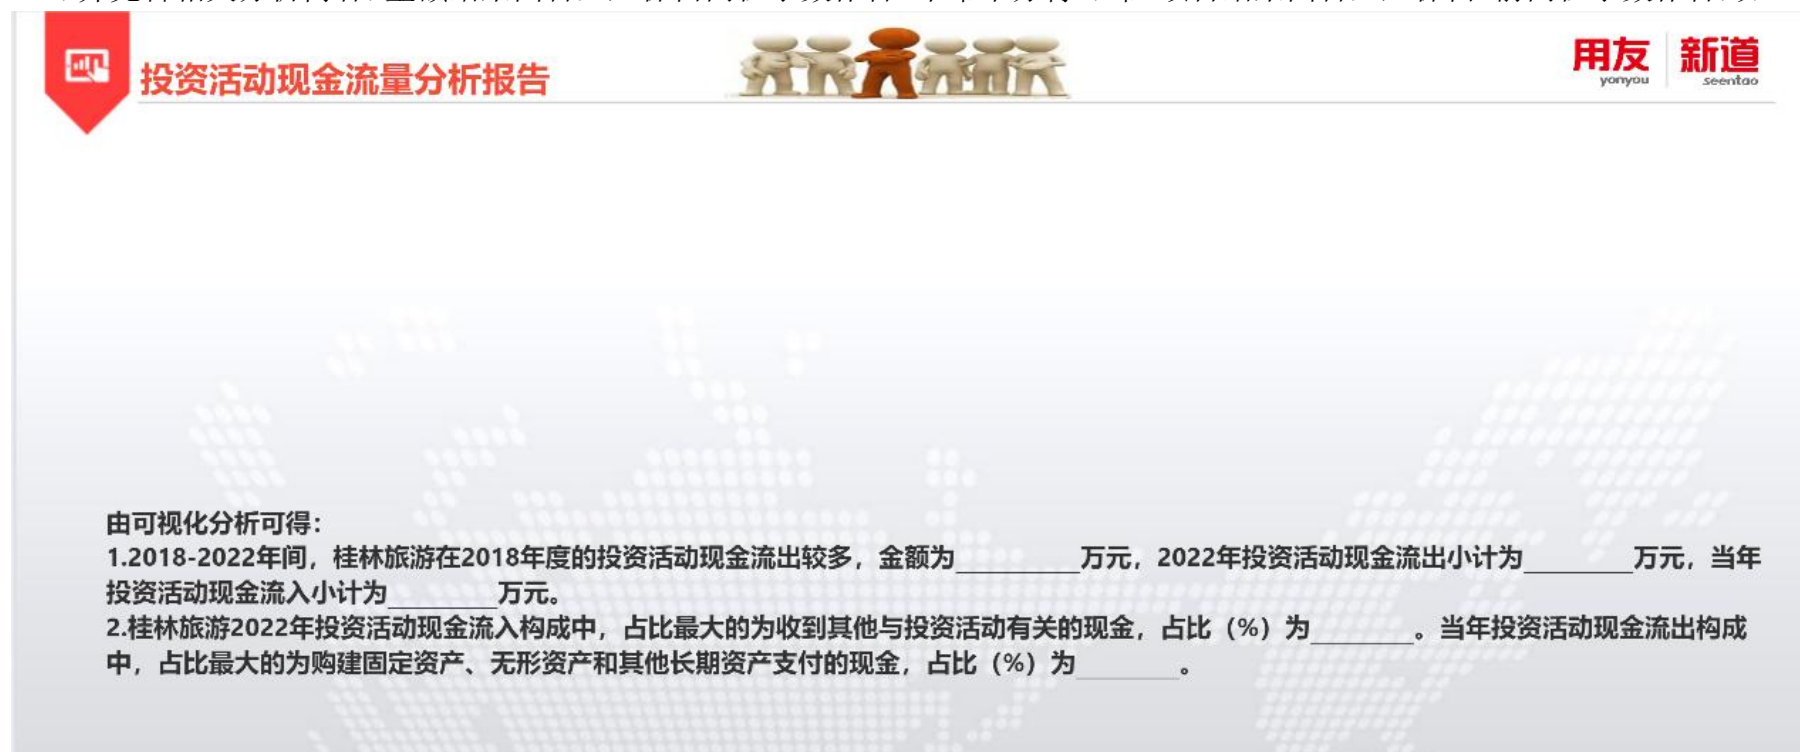 投资活动现金流量分析报告
用友 新道
yonyou seentao
由可视化分析可得：
1.2018-2022年间，桂林旅游在2018年度的投资活动现金流出较多，金额为__________万元，2022年投资活动现金流出小计为_________万元，当年
投资活动现金流入小计为_________万元。
2.桂林旅游2022年投资活动现金流入构成中，占比最大的为收到其他与投资活动有关的现金，占比（%）为________。当年投资活动现金流出构成
中，占比最大的为购建固定资产、无形资产和其他长期资产支付的现金，占比（%）为________。